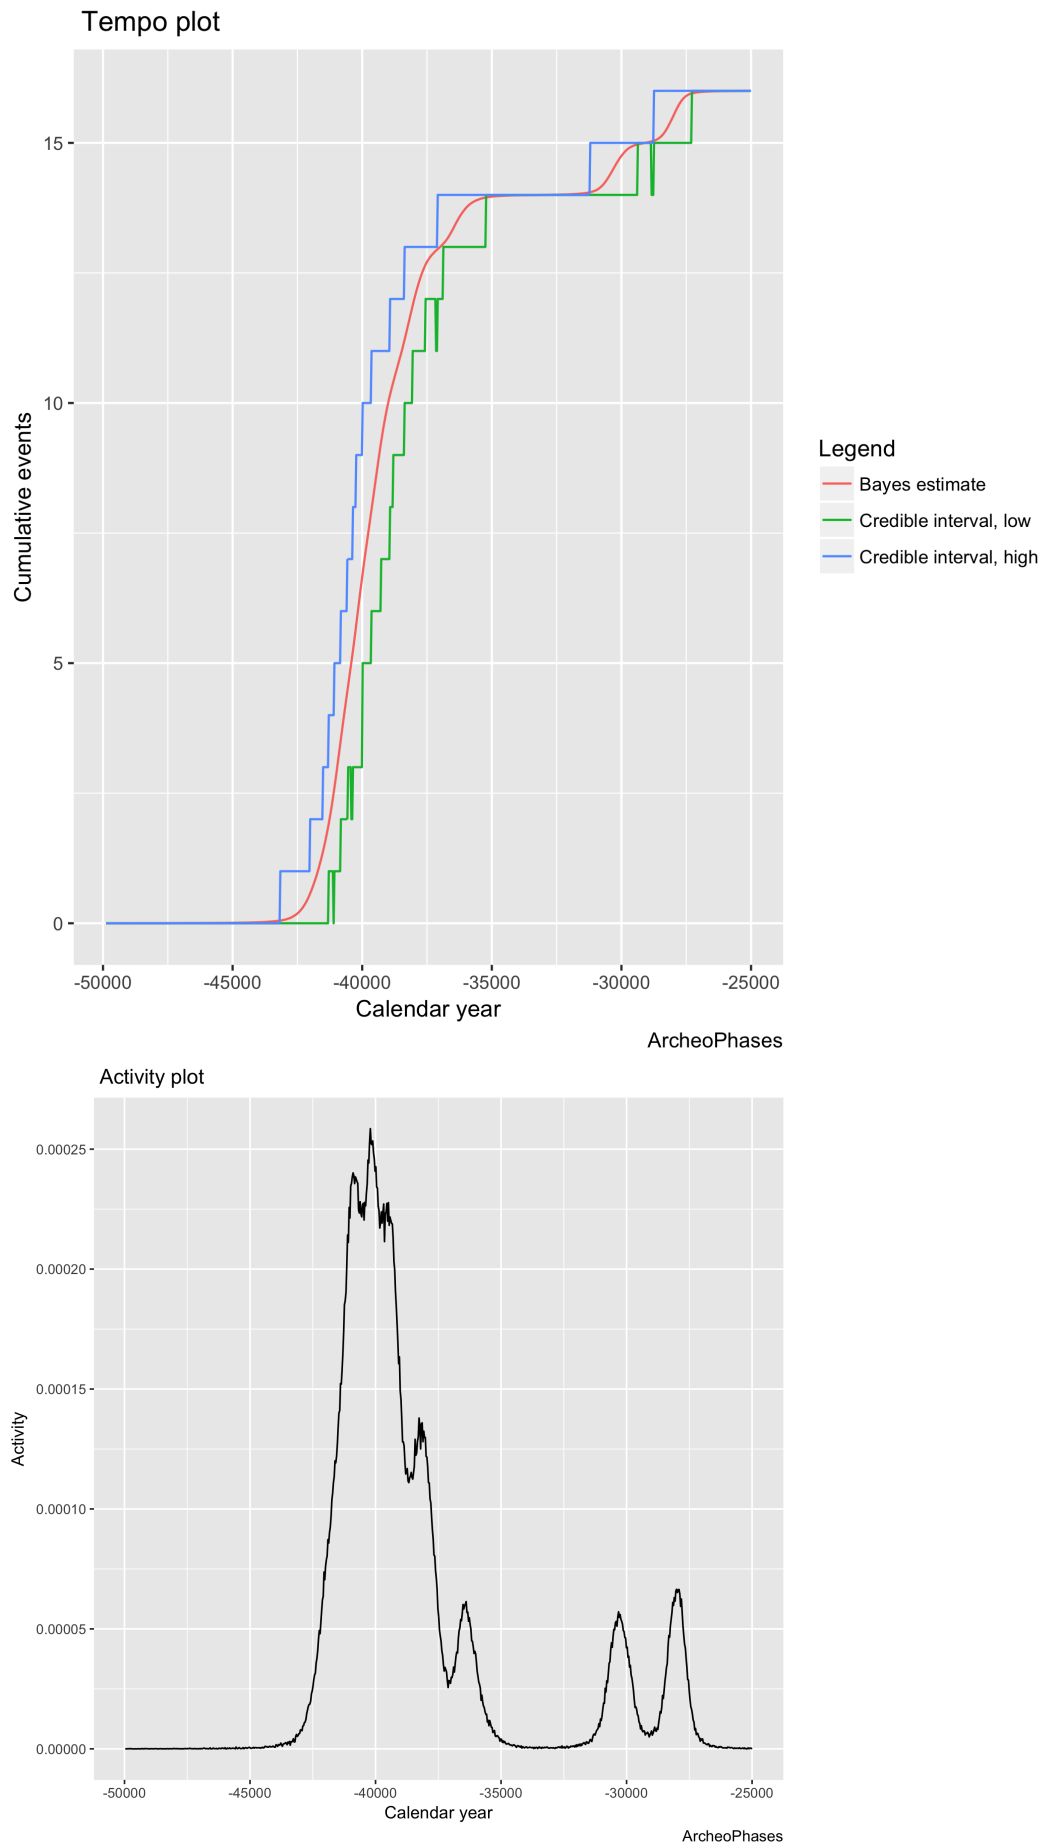 Tempo plot
15
10
5
0
Cumulative events
-50000 -45000 -40000 -35000 -30000 -25000
Calendar year
ArcheoPhases
Legend
Bayes estimate
Credible interval, low
Credible interval, high
Activity plot
0.00025
0.00020
0.00015
0.00010
0.00005
0.00000
Activity
-50000 -45000 -40000 -35000 -30000 -25000
Calendar year
ArcheoPhases